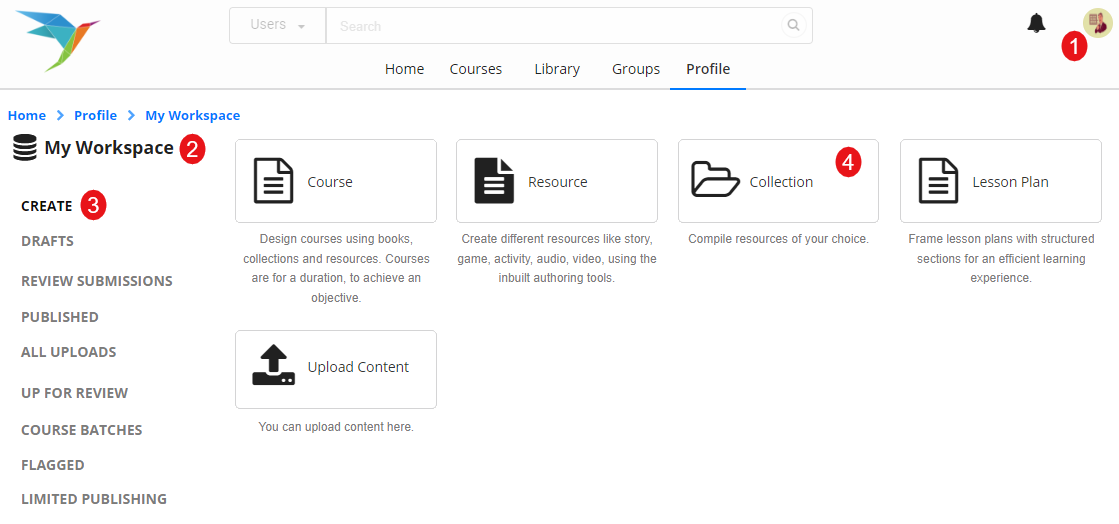 Users
Search
1
Home Courses Library Groups Profile
Home > Profile > My Workspace
My Workspace 2
CREATE 3
DRAFTS
REVIEW SUBMISSIONS
PUBLISHED
ALL UPLOADS
UP FOR REVIEW
COURSE BATCHES
FLAGGED
LIMITED PUBLISHING
Course
Design courses using books,
collections and resources. Courses
are for a duration, to achieve an
objective.
Resource
Create different resources like story,
game, activity, audio, video, using the
inbuilt authoring tools.
Collection 4
Compile resources of your choice.
Lesson Plan
Frame lesson plans with structured
sections for an efficient learning
experience.
Upload Content
You can upload content here.